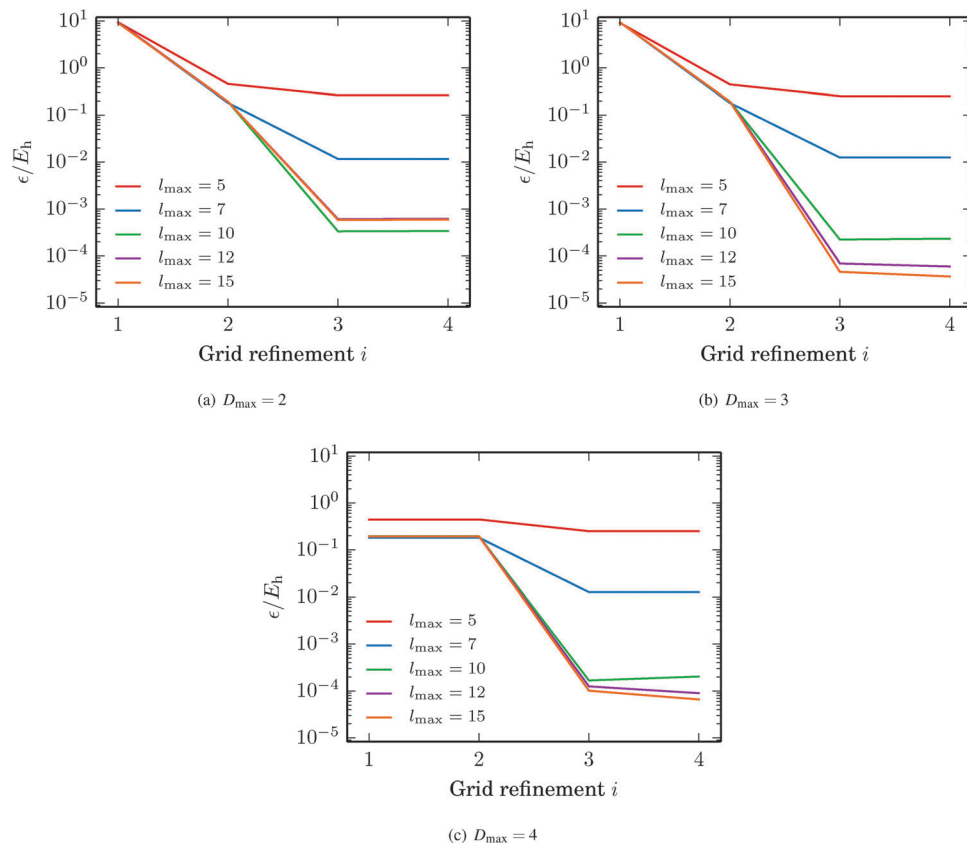 10^1
10^0
10^-1
10^-2
10^-3
10^-4
10^-5
ϵ/E_h
l_max = 5
l_max = 7
l_max = 10
l_max = 12
l_max = 15
1 2 3 4
Grid refinement i
(a) D_max = 2
10^1
10^0
10^-1
10^-2
10^-3
10^-4
10^-5
ϵ/E_h
l_max = 5
l_max = 7
l_max = 10
l_max = 12
l_max = 15
1 2 3 4
Grid refinement i
(b) D_max = 3
10^1
10^0
10^-1
10^-2
10^-3
10^-4
10^-5
ϵ/E_h
l_max = 5
l_max = 7
l_max = 10
l_max = 12
l_max = 15
1 2 3 4
Grid refinement i
(c) D_max = 4